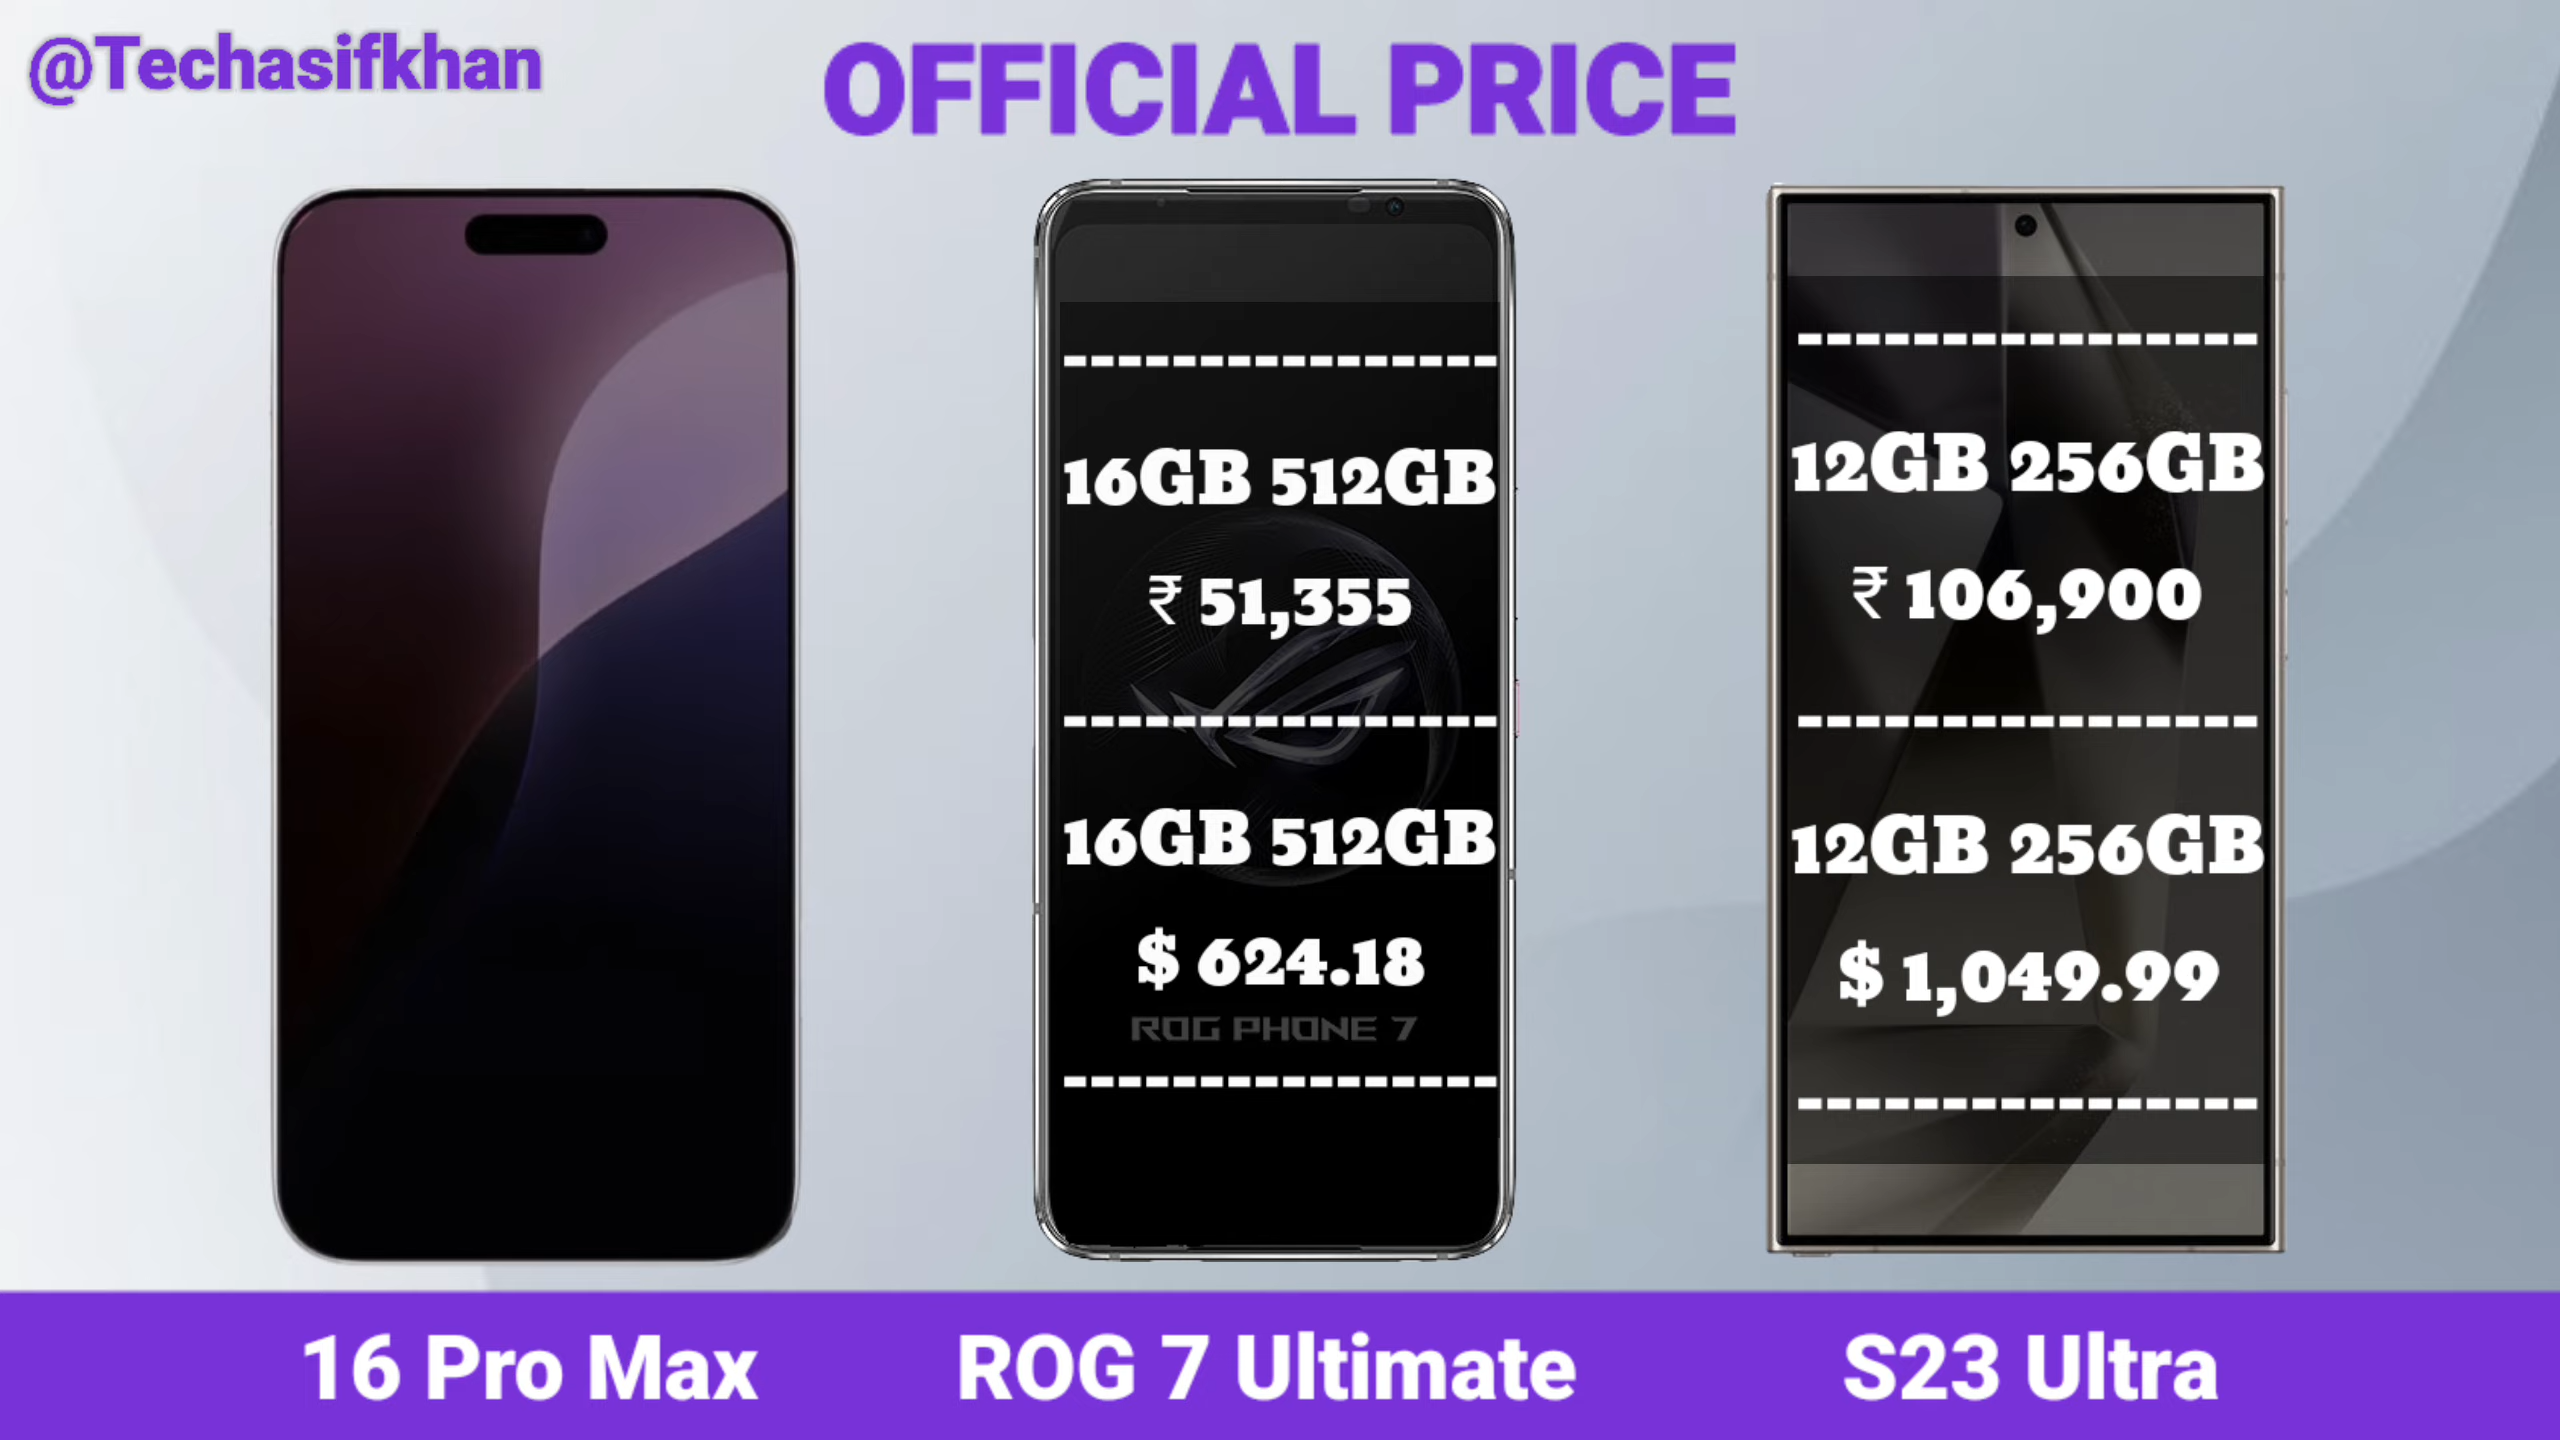 @Techasifkhan
OFFICIAL PRICE
----------------
16GB 512GB
₹ 51,355
----------------
16GB 512GB
$ 624.18
ROG PHONE 7
----------------
----------------
12GB 256GB
₹ 106,900
----------------
12GB 256GB
$ 1,049.99
----------------
16 Pro Max
ROG 7 Ultimate
S23 Ultra